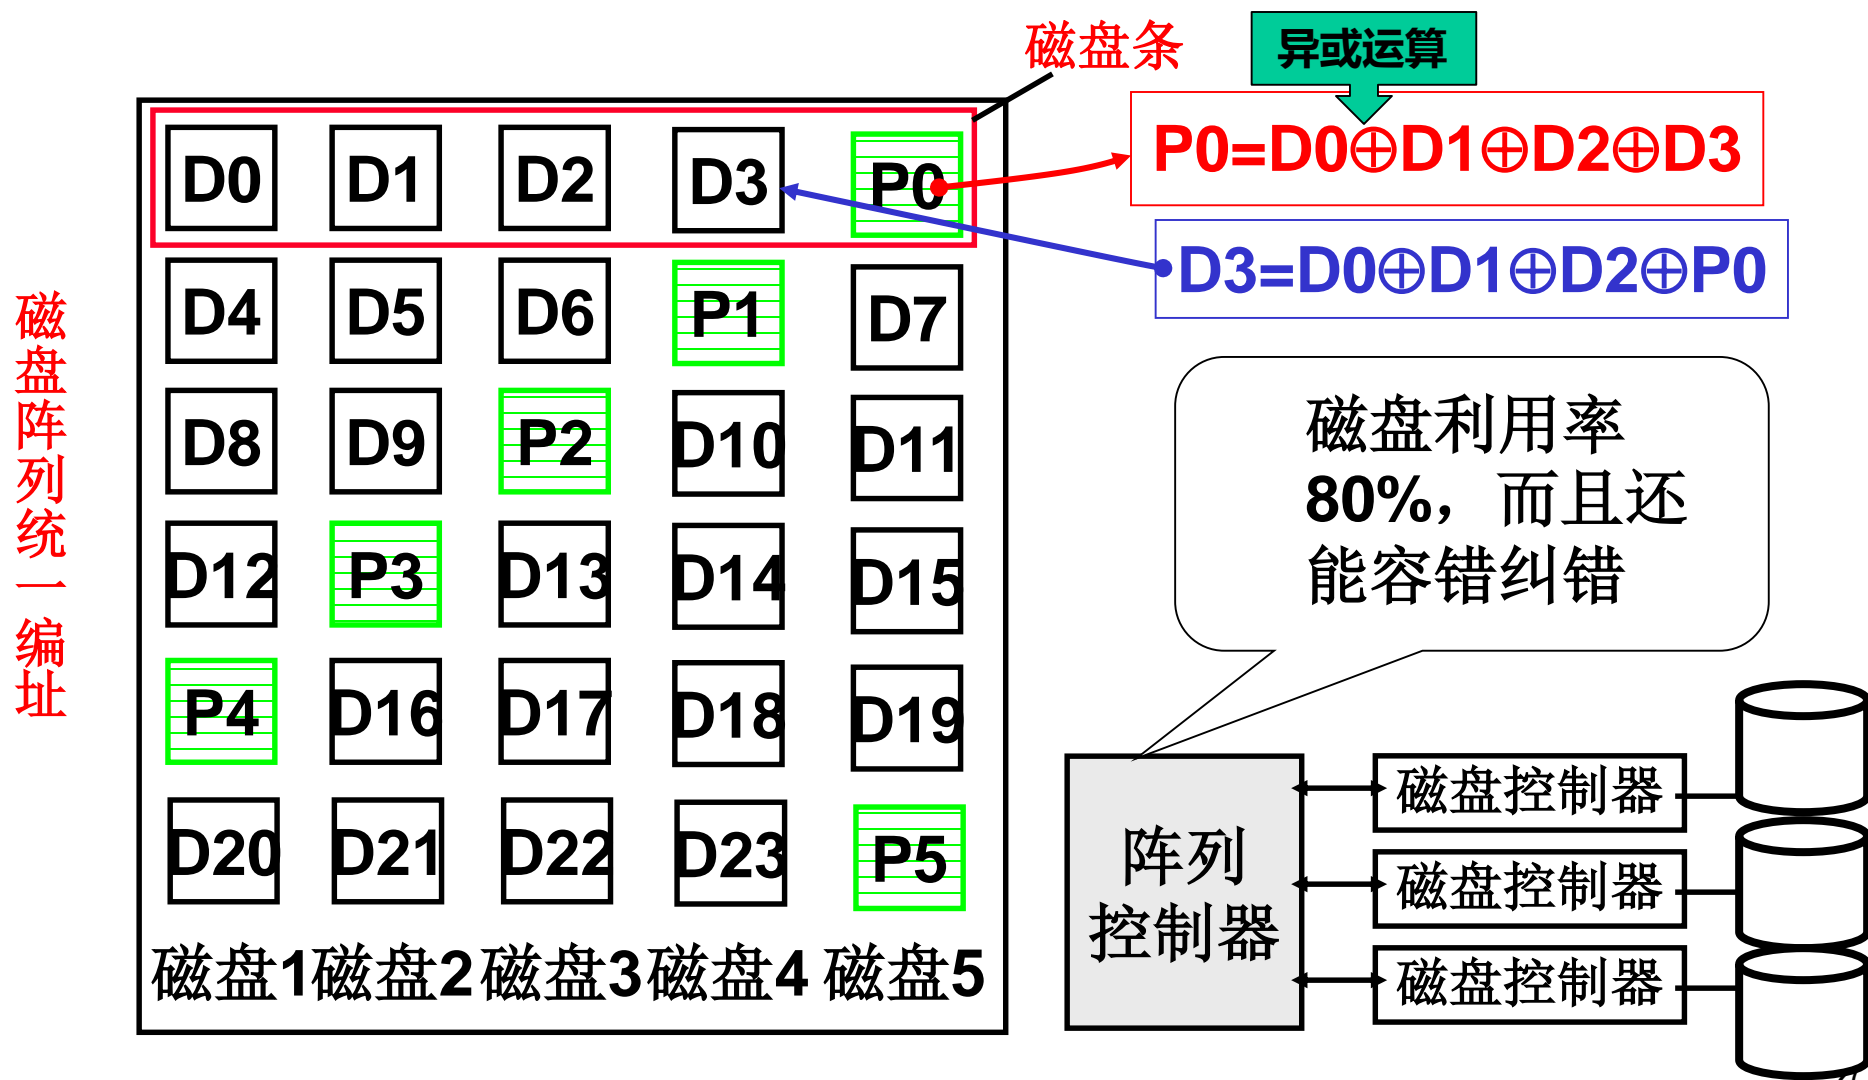 磁盘条
异或运算
P0=D0⊕D1⊕D2⊕D3
D0 D1 D2 D3 P0
D3=D0⊕D1⊕D2⊕P0
D4 D5 D6 P1 D7
磁盘阵列统一编址
D8 D9 P2 D10 D11
D12 P3 D13 D14 D15
P4 D16 D17 D18 D19
D20 D21 D22 D23 P5
磁盘1 磁盘2 磁盘3 磁盘4 磁盘5
磁盘利用率
80%，而且还
能容错纠错
阵列
控制器
磁盘控制器
磁盘控制器
磁盘控制器